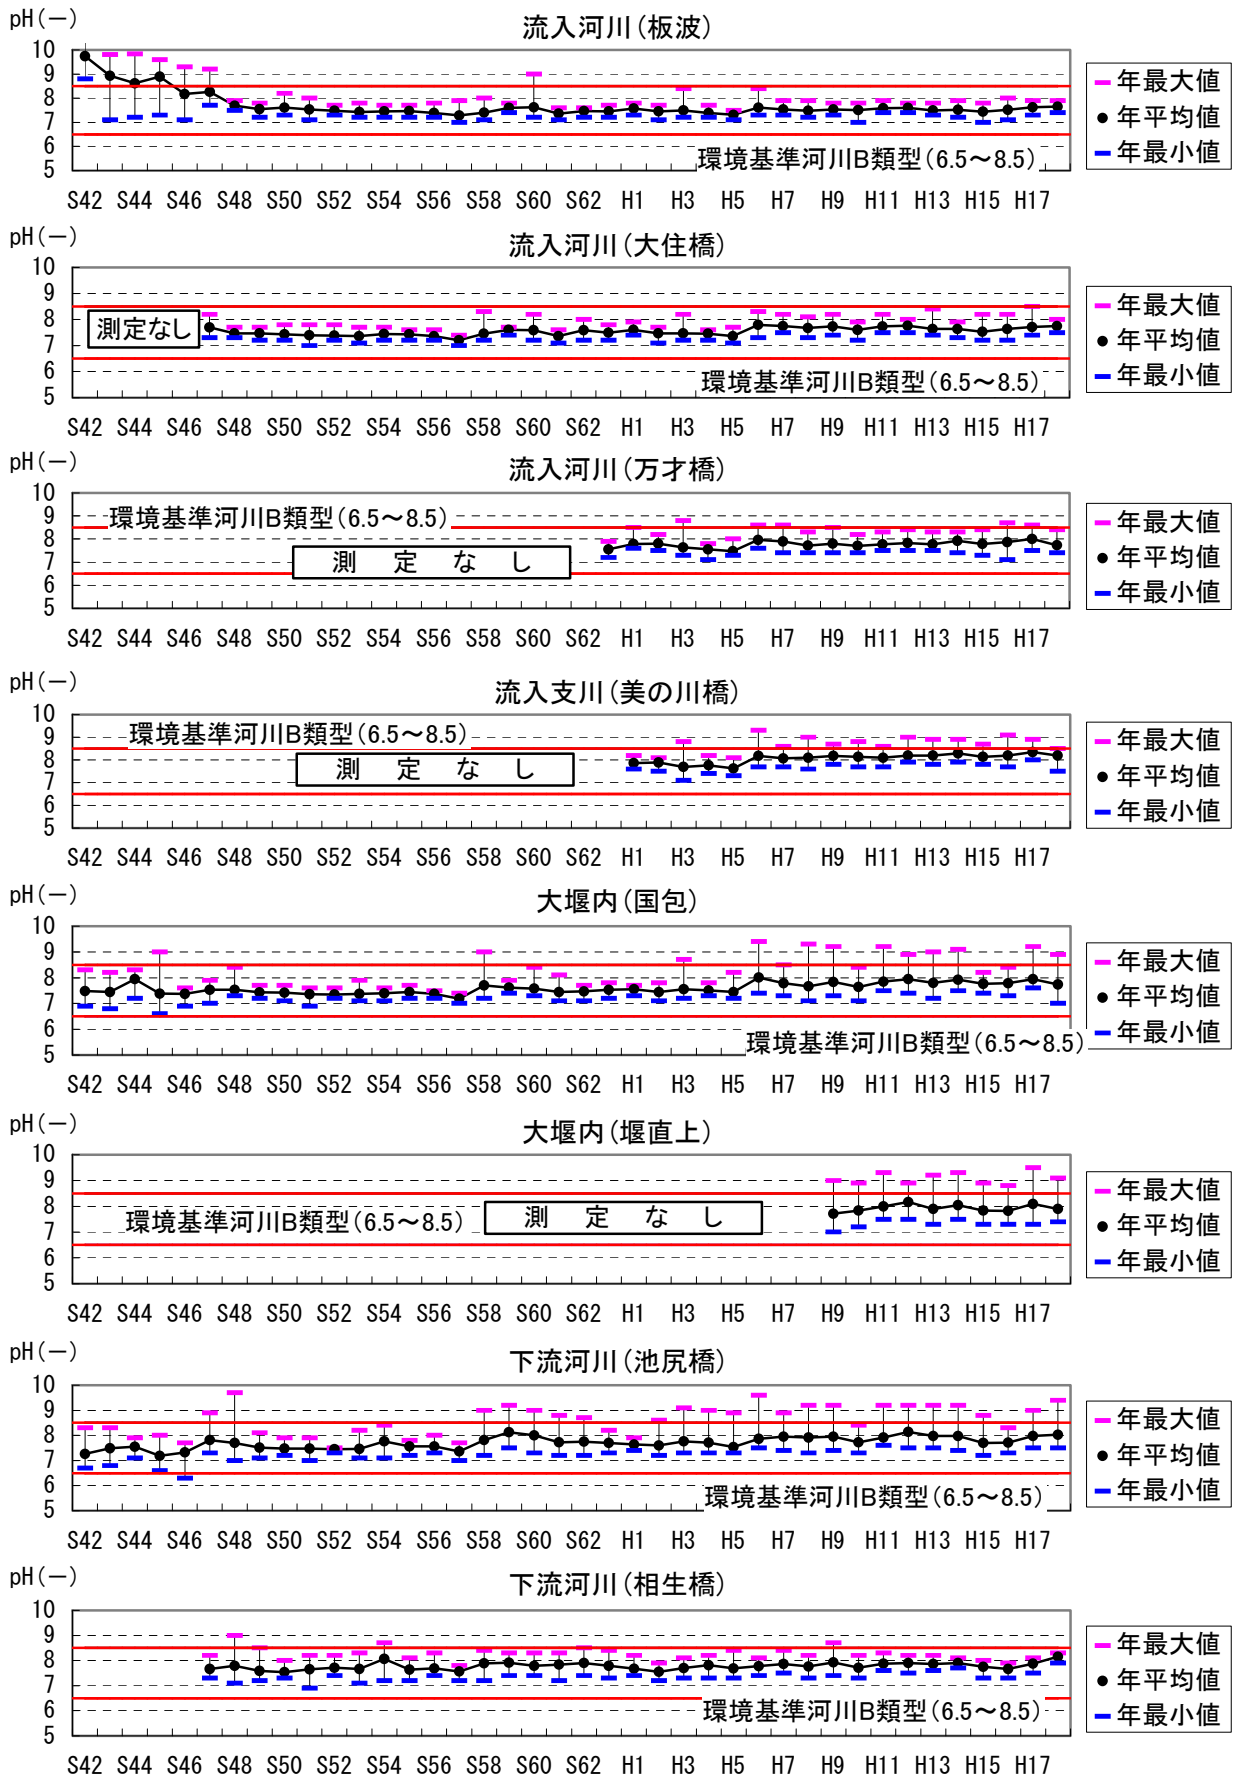 pH(－)
流入河川(板波)
10
9
8
7
6
5
環境基準河川B類型(6.5～8.5)
年最大値
年平均値
年最小値
S42 S44 S46 S48 S50 S52 S54 S56 S58 S60 S62 H1 H3 H5 H7 H9 H11 H13 H15 H17
pH(－)
流入河川(大住橋)
10
9
8
7
6
5
測定なし
環境基準河川B類型(6.5～8.5)
年最大値
年平均値
年最小値
S42 S44 S46 S48 S50 S52 S54 S56 S58 S60 S62 H1 H3 H5 H7 H9 H11 H13 H15 H17
pH(－)
流入河川(万才橋)
10
9
8
7
6
5
環境基準河川B類型(6.5～8.5)
測定なし
年最大値
年平均値
年最小値
S42 S44 S46 S48 S50 S52 S54 S56 S58 S60 S62 H1 H3 H5 H7 H9 H11 H13 H15 H17
pH(－)
流入支川(美の川橋)
10
9
8
7
6
5
環境基準河川B類型(6.5～8.5)
測定なし
年最大値
年平均値
年最小値
S42 S44 S46 S48 S50 S52 S54 S56 S58 S60 S62 H1 H3 H5 H7 H9 H11 H13 H15 H17
pH(－)
大堰内(国包)
10
9
8
7
6
5
環境基準河川B類型(6.5～8.5)
年最大値
年平均値
年最小値
S42 S44 S46 S48 S50 S52 S54 S56 S58 S60 S62 H1 H3 H5 H7 H9 H11 H13 H15 H17
pH(－)
大堰内(堰直上)
10
9
8
7
6
5
環境基準河川B類型(6.5～8.5)
測定なし
年最大値
年平均値
年最小値
S42 S44 S46 S48 S50 S52 S54 S56 S58 S60 S62 H1 H3 H5 H7 H9 H11 H13 H15 H17
pH(－)
下流河川(池尻橋)
10
9
8
7
6
5
環境基準河川B類型(6.5～8.5)
年最大値
年平均値
年最小値
S42 S44 S46 S48 S50 S52 S54 S56 S58 S60 S62 H1 H3 H5 H7 H9 H11 H13 H15 H17
pH(－)
下流河川(相生橋)
10
9
8
7
6
5
環境基準河川B類型(6.5～8.5)
年最大値
年平均値
年最小値
S42 S44 S46 S48 S50 S52 S54 S56 S58 S60 S62 H1 H3 H5 H7 H9 H11 H13 H15 H17